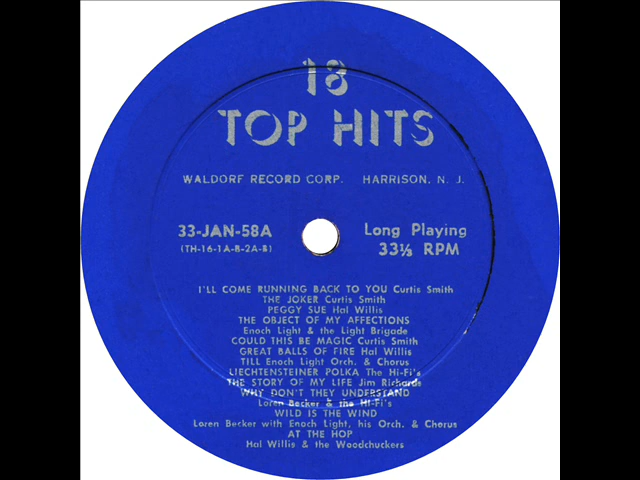 18
TOP HITS
WALDORF RECORD CORP. HARRISON, N. J.
33-JAN-58A Long Playing
(TH-16-1A-B-2A-B) 33⅓ RPM
I'LL COME RUNNING BACK TO YOU Curtis Smith
THE JOKER Curtis Smith
PEGGY SUE Hal Willis
THE OBJECT OF MY AFFECTIONS
Enoch Light & the Light Brigade
COULD THIS BE MAGIC Curtis Smith
GREAT BALLS OF FIRE Hal Willis
TILL Enoch Light Orch. & Chorus
LIECHTENSTEINER POLKA The Hi-Fi's
THE STORY OF MY LIFE Jim Richards
WHY DON'T THEY UNDERSTAND
Loren Becker & the Hi-Fi's
WILD IS THE WIND
Loren Becker with Enoch Light, his Orch. & Chorus
AT THE HOP
Hal Willis & the Woodchuckers